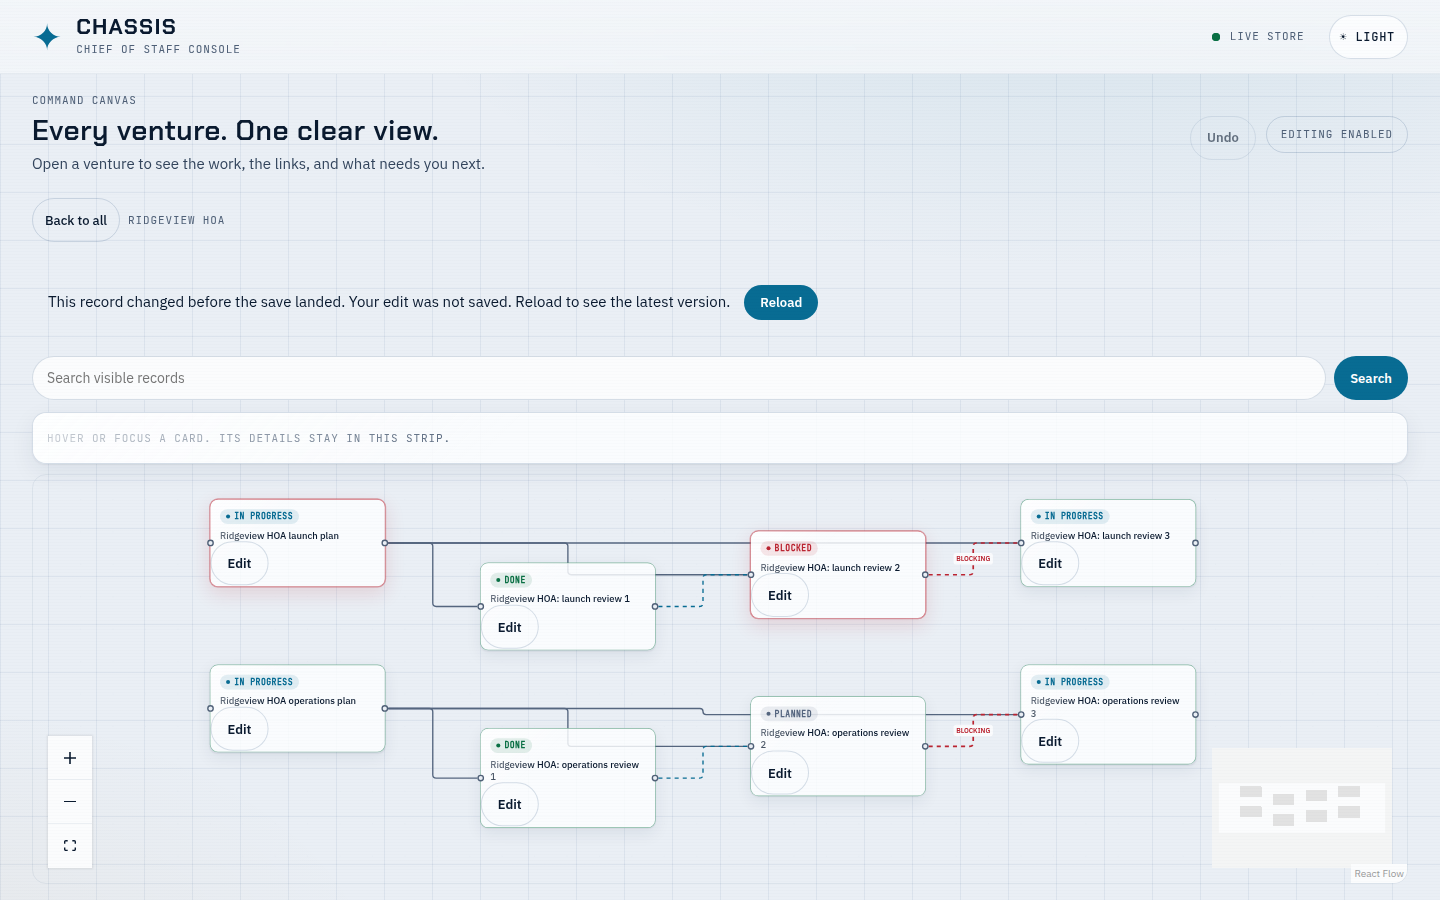 CHASSIS
CHIEF OF STAFF CONSOLE
LIVE STORE
LIGHT
COMMAND CANVAS
Every venture. One clear view.
Open a venture to see the work, the links, and what needs you next.
Undo
EDITING ENABLED
Back to all
RIDGEVIEW HOA
This record changed before the save landed. Your edit was not saved. Reload to see the latest version.
Reload
Search visible records
Search
HOVER OR FOCUS A CARD. ITS DETAILS STAY IN THIS STRIP.
IN PROGRESS
Ridgeview HOA launch plan
Edit
DONE
Ridgeview HOA: launch review 1
Edit
BLOCKED
Ridgeview HOA: launch review 2
Edit
BLOCKING
IN PROGRESS
Ridgeview HOA: launch review 3
Edit
IN PROGRESS
Ridgeview HOA operations plan
Edit
DONE
Ridgeview HOA: operations review
1
Edit
PLANNED
Ridgeview HOA: operations review
2
Edit
BLOCKING
IN PROGRESS
Ridgeview HOA: operations review
3
Edit
React Flow